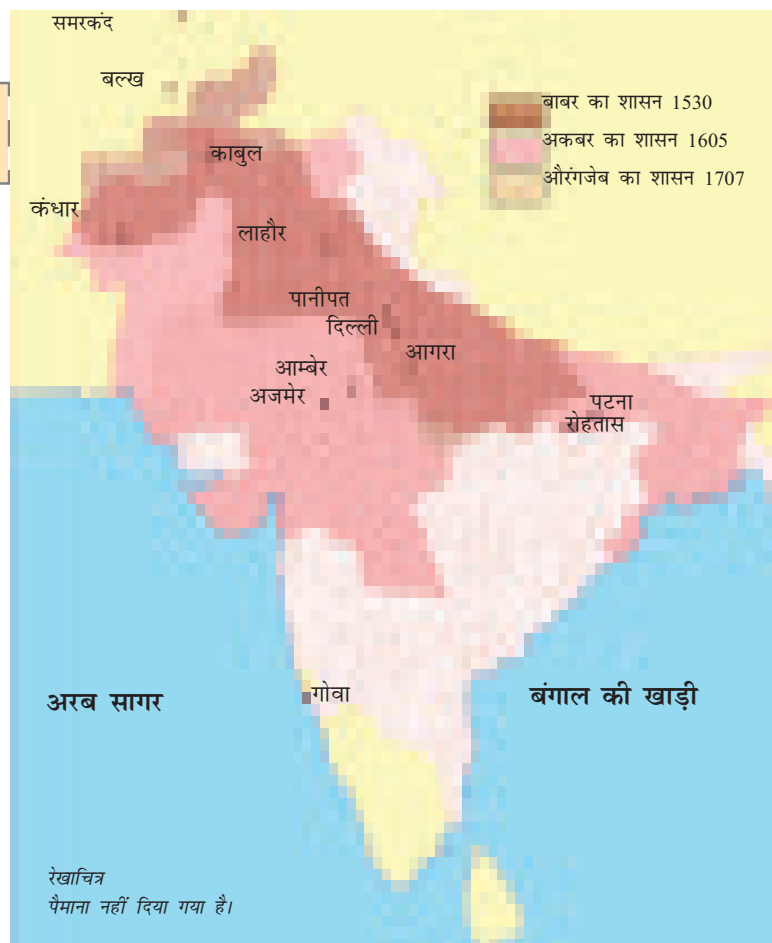 समरकंद
बल्ख
बाबर का शासन 1530
अकबर का शासन 1605
काबुल
औरंगजेब का शासन 1707
कंधार
लाहौर
पानीपत
दिल्ली
आगरा
आम्बेर
अजमेर
पटना
रोहतास
अरब सागर
गोवा
बंगाल की खाड़ी
रेखाचित्र
पैमाना नहीं दिया गया है।